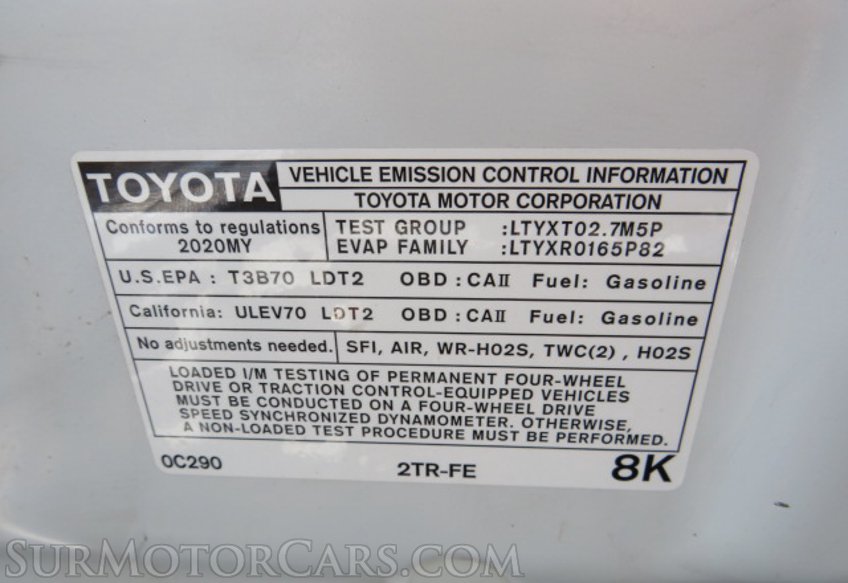 TOYOTA
VEHICLE EMISSION CONTROL INFORMATION
TOYOTA MOTOR CORPORATION
Conforms to regulations
2020MY
TEST GROUP :LTYXT02.7M5P
EVAP FAMILY :LTYXR0165P82
U.S.EPA : T3B70 LDT2 OBD : CAII Fuel: Gasoline
California: ULEV70 LDT2 OBD : CAII Fuel: Gasoline
No adjustments needed.
SFI, AIR, WR-HO2S, TWC(2) , HO2S
LOADED I/M TESTING OF PERMANENT FOUR-WHEEL
DRIVE OR TRACTION CONTROL-EQUIPPED VEHICLES
MUST BE CONDUCTED ON A FOUR-WHEEL DRIVE
SPEED SYNCHRONIZED DYNAMOMETER. OTHERWISE,
A NON-LOADED TEST PROCEDURE MUST BE PERFORMED.
0C290 2TR-FE 8K
SURMOTORCARS.COM